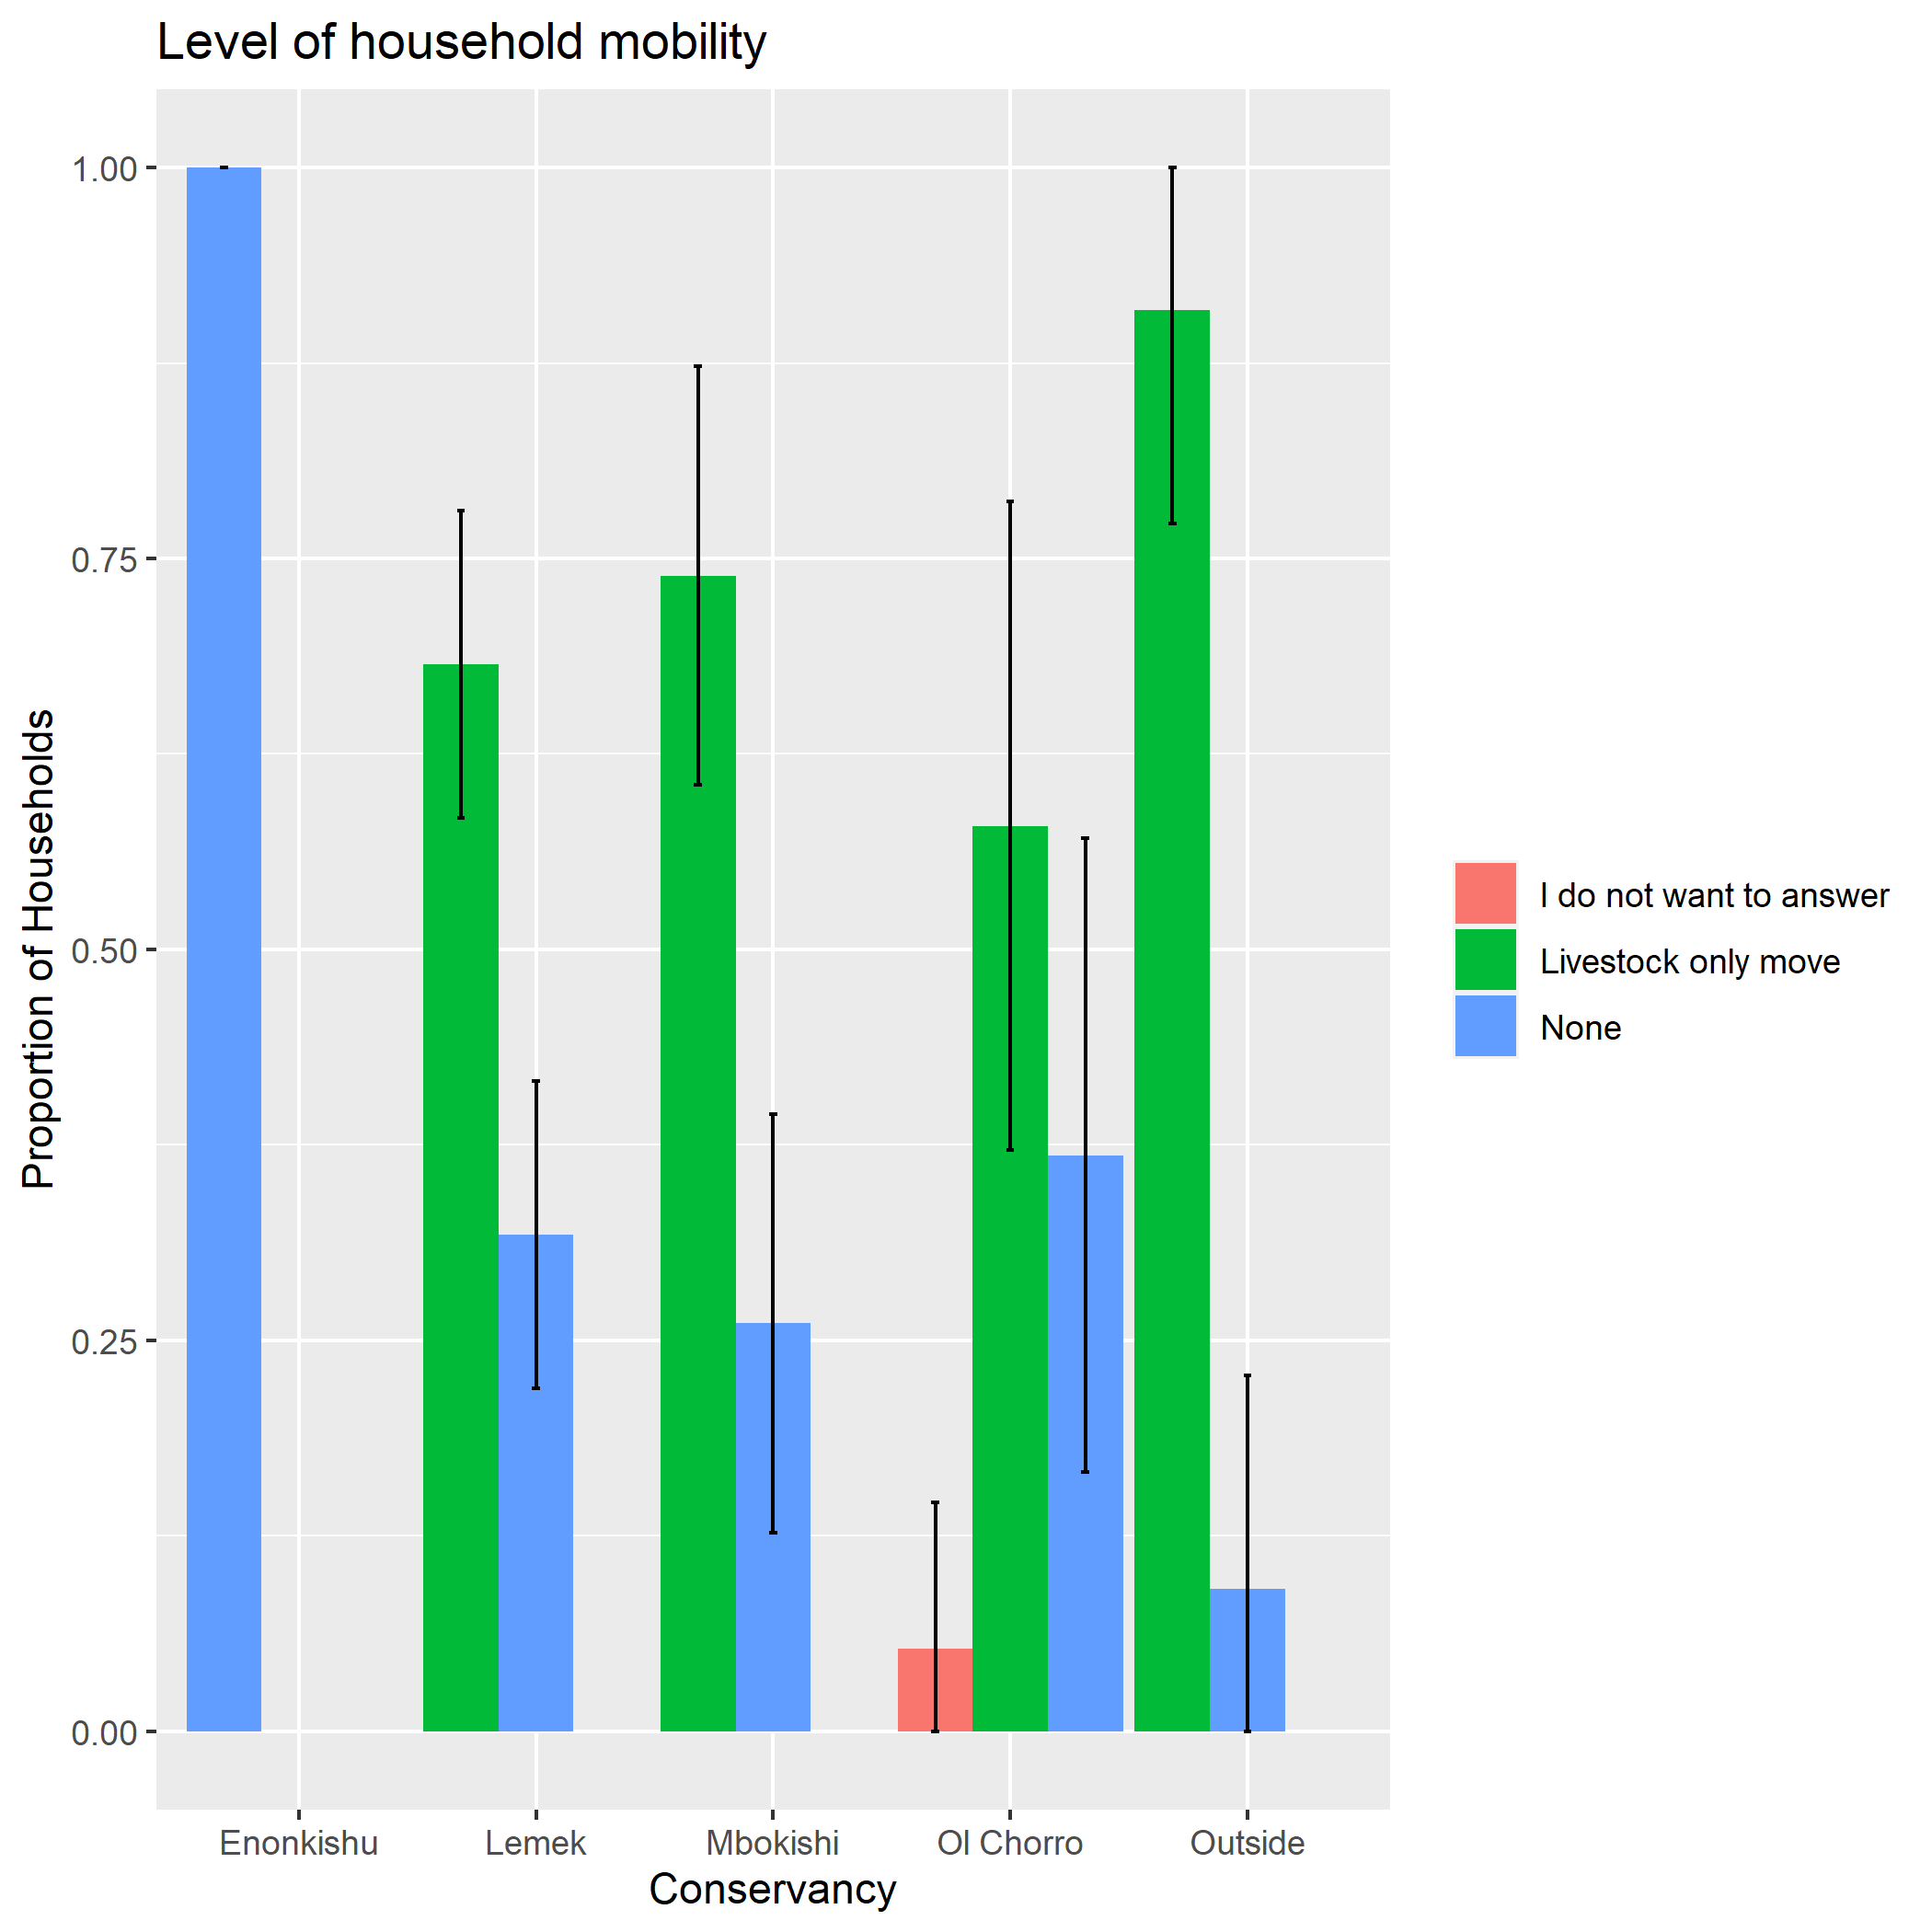 Level of household mobility
1.00
0.75
0.50
0.25
0.00
Proportion of Households
Enonkishu
Lemek
Mbokishi
Ol Chorro
Outside
Conservancy
I do not want to answer
Livestock only move
None